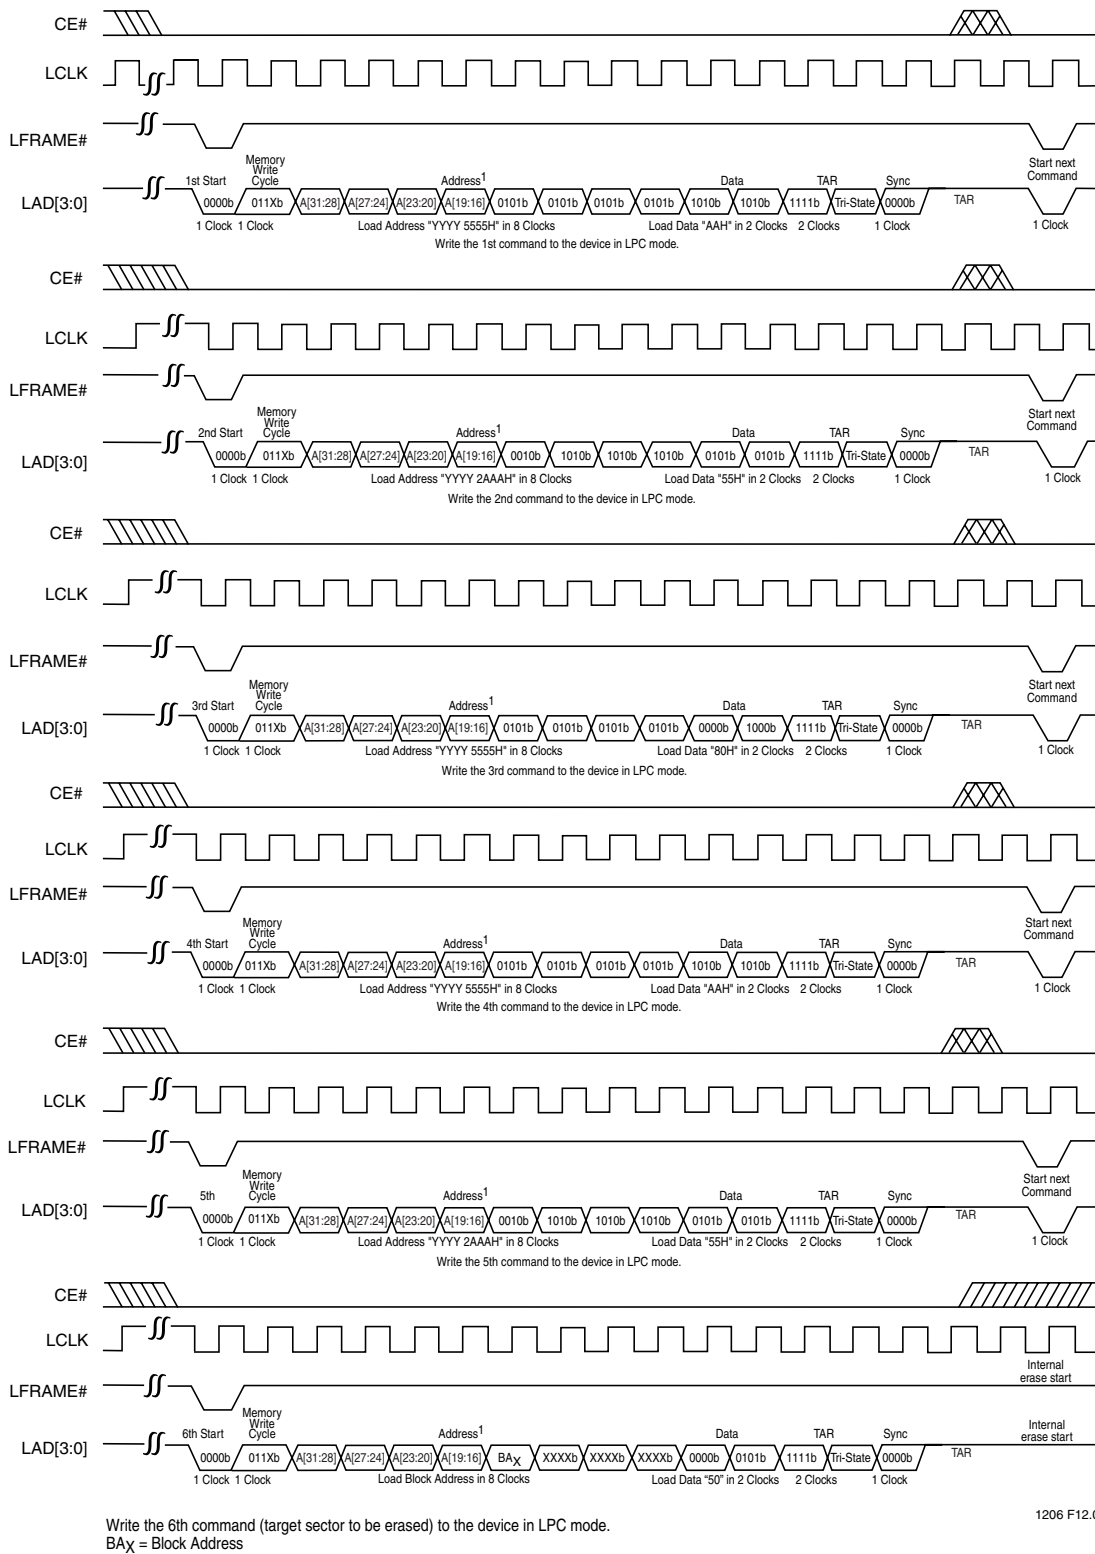 CE#
LCLK
LFRAME#
Memory
Write
Cycle
1st Start
Address1
Data
TAR
Sync
Start next
Command
LAD[3:0]
0000b 011Xb A[31:28] A[27:24] A[23:20] A[19:16] 0101b 0101b 0101b 0101b 1010b 1010b 1111b Tri-State 0000b TAR
1 Clock 1 Clock Load Address "YYYY 5555H" in 8 Clocks Load Data "AAH" in 2 Clocks 2 Clocks 1 Clock 1 Clock
Write the 1st command to the device in LPC mode.
CE#
LCLK
LFRAME#
Memory
Write
Cycle
2nd Start
Address1
Data
TAR
Sync
Start next
Command
LAD[3:0]
0000b 011Xb A[31:28] A[27:24] A[23:20] A[19:16] 0010b 1010b 1010b 1010b 0101b 0101b 1111b Tri-State 0000b TAR
1 Clock 1 Clock Load Address "YYYY 2AAAH" in 8 Clocks Load Data "55H" in 2 Clocks 2 Clocks 1 Clock 1 Clock
Write the 2nd command to the device in LPC mode.
CE#
LCLK
LFRAME#
Memory
Write
Cycle
3rd Start
Address1
Data
TAR
Sync
Start next
Command
LAD[3:0]
0000b 011Xb A[31:28] A[27:24] A[23:20] A[19:16] 0101b 0101b 0101b 0101b 0000b 1000b 1111b Tri-State 0000b TAR
1 Clock 1 Clock Load Address "YYYY 5555H" in 8 Clocks Load Data "80H" in 2 Clocks 2 Clocks 1 Clock 1 Clock
Write the 3rd command to the device in LPC mode.
CE#
LCLK
LFRAME#
Memory
Write
Cycle
4th Start
Address1
Data
TAR
Sync
Start next
Command
LAD[3:0]
0000b 011Xb A[31:28] A[27:24] A[23:20] A[19:16] 0101b 0101b 0101b 0101b 1010b 1010b 1111b Tri-State 0000b TAR
1 Clock 1 Clock Load Address "YYYY 5555H" in 8 Clocks Load Data "AAH" in 2 Clocks 2 Clocks 1 Clock 1 Clock
Write the 4th command to the device in LPC mode.
CE#
LCLK
LFRAME#
Memory
Write
Cycle
5th
Address1
Data
TAR
Sync
Start next
Command
LAD[3:0]
0000b 011Xb A[31:28] A[27:24] A[23:20] A[19:16] 0010b 1010b 1010b 1010b 0101b 0101b 1111b Tri-State 0000b TAR
1 Clock 1 Clock Load Address "YYYY 2AAAH" in 8 Clocks Load Data "55H" in 2 Clocks 2 Clocks 1 Clock 1 Clock
Write the 5th command to the device in LPC mode.
CE#
LCLK
Internal
erase start
LFRAME#
Memory
Write
Cycle
6th Start
Address1
Data
TAR
Sync
Internal
erase start
LAD[3:0]
0000b 011Xb A[31:28] A[27:24] A[23:20] A[19:16] BAX XXXXb XXXXb XXXXb 0000b 0101b 1111b Tri-State 0000b TAR
1 Clock 1 Clock Load Block Address in 8 Clocks Load Data “50” in 2 Clocks 2 Clocks 1 Clock
1206 F12.0
Write the 6th command (target sector to be erased) to the device in LPC mode.
BAX = Block Address